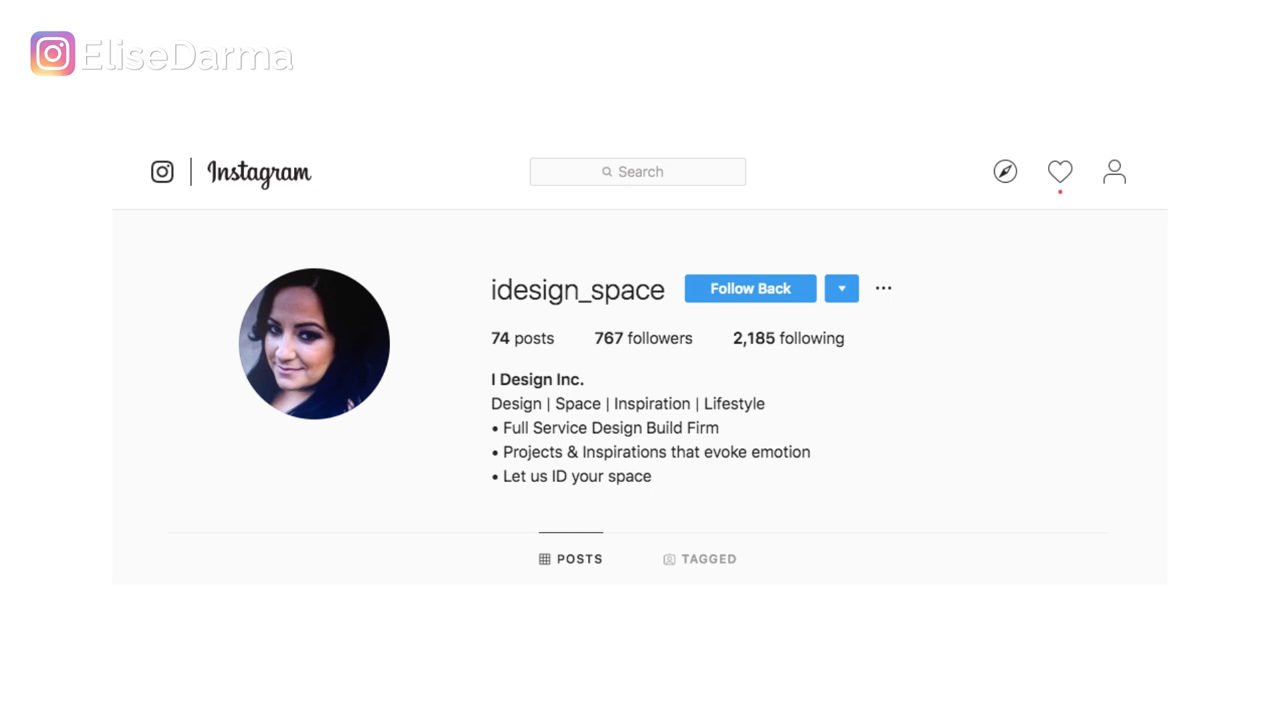 EliseDarma
Instagram
Search
idesign_space Follow Back
74 posts 767 followers 2,185 following
I Design Inc.
Design | Space | Inspiration | Lifestyle
• Full Service Design Build Firm
• Projects & Inspirations that evoke emotion
• Let us ID your space
POSTS TAGGED